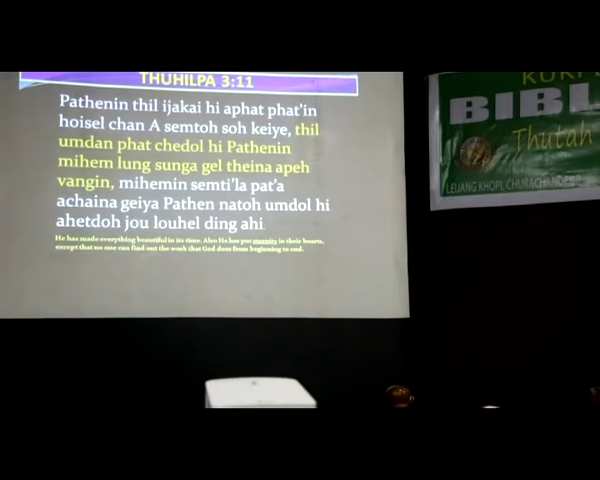 THUHILPA 3:11
Pathenin thil ijakai hi aphat phat'in
hoisel chan A semtoh soh keiye, thil
umdan phat chedol hi Pathenin
mihem lung sunga gel theina apeh
vangin, mihemin semti'la pat'a
achaina geiya Pathen natoh umdol hi
ahetdoh jou louhel ding ahi.
He has made everything beautiful in its time. Also He has put eternity in their hearts,
except that no one can find out the work that God does from beginning to end.
KUKI
BIBL
Thutah
LEIJANG KHOPI, CHURACHANDPUR